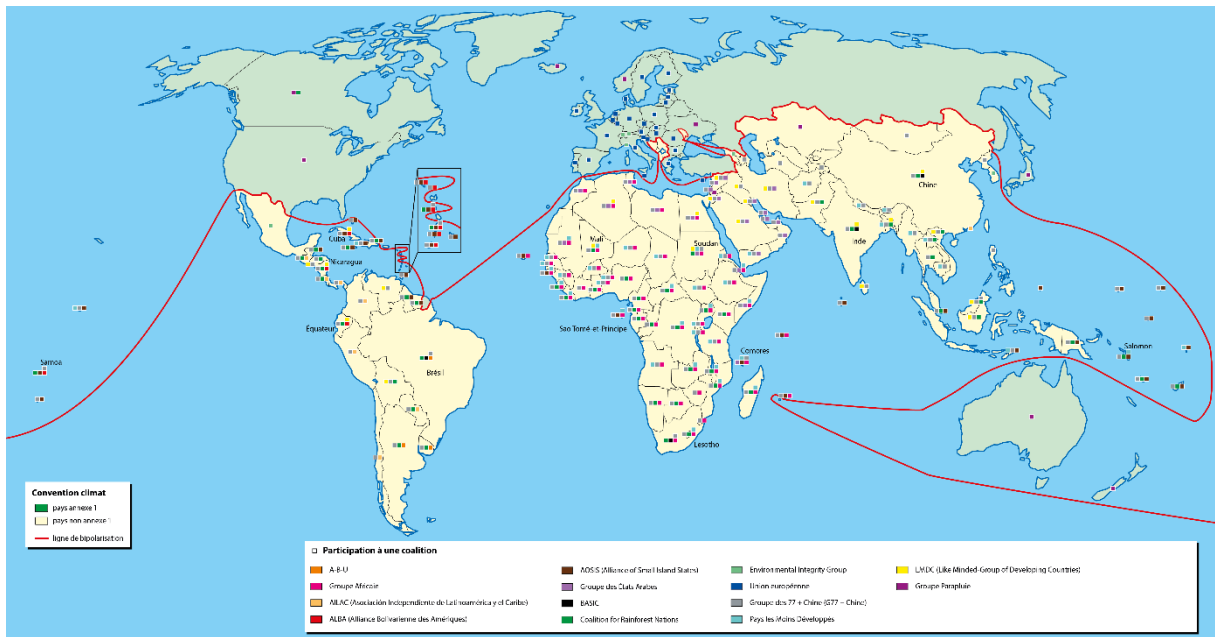 Chine
Cuba
Mali
Soudan
Inde
Nicaragua
Équateur
Sao Tomé-et-Principe
Salomon
Samoa
Comores
Brésil
Lesotho
Convention climat
pays annexe 1
pays non annexe 1
ligne de bipolarisation
Participation à une coalition
A-B-U
AOSIS (Alliance of Small Island States)
Environmental Integrity Group
LMDC (Like Minded-Group of Developing Countries)
Groupe Africain
Groupe des États Arabes
Union européenne
Groupe Parapluie
AILAC (Asociación Independiente de Latinoamérica y el Caribe)
BASIC
Groupe des 77 + Chine (G77 – Chine)
ALBA (Alliance Bolivarienne des Amériques)
Coalition for Rainforest Nations
Pays les Moins Développés